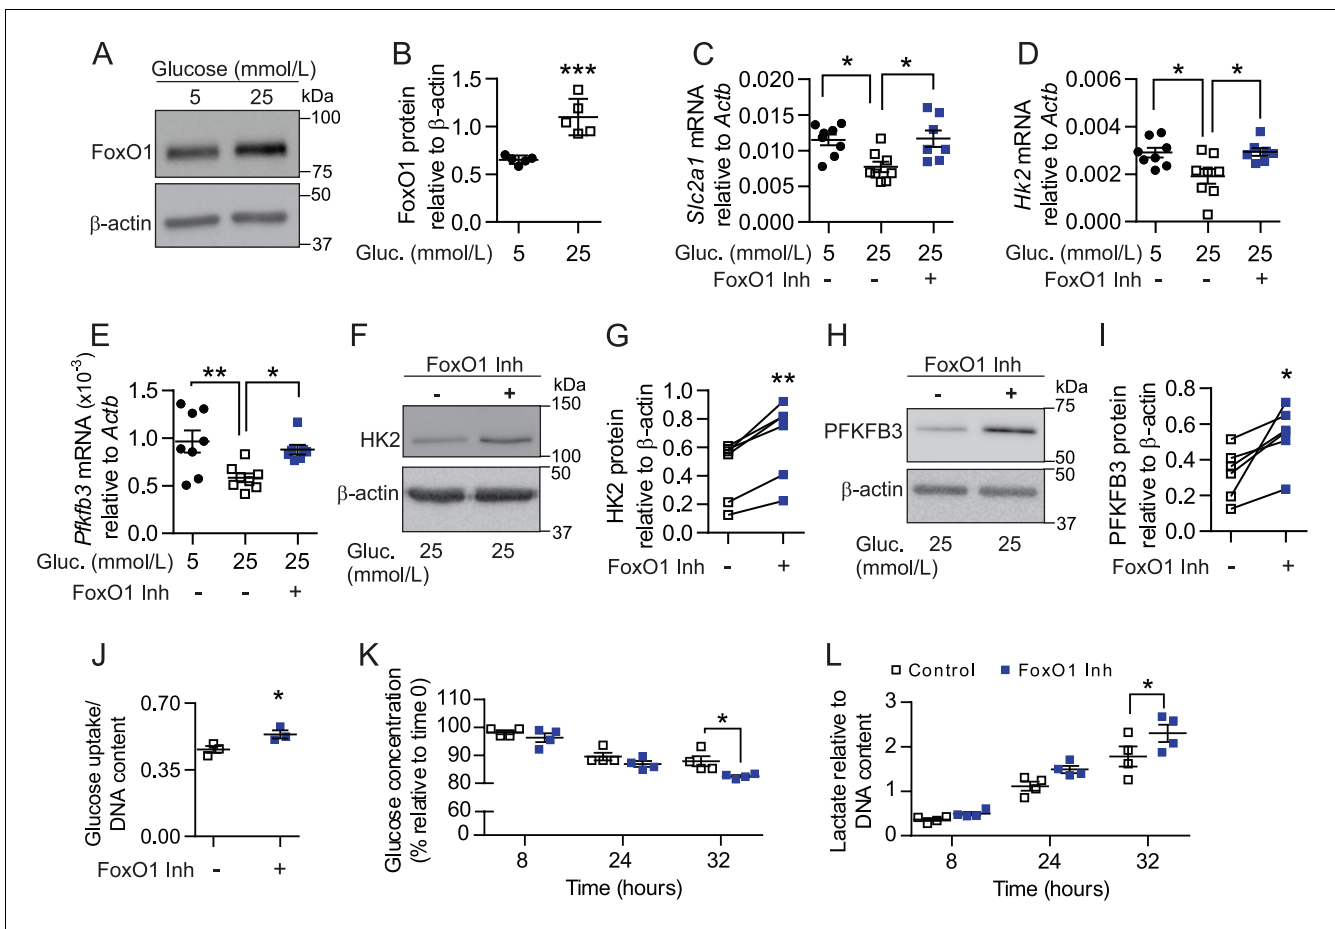 A
Glucose (mmol/L)
5 25 kDa
100
FoxO1
75
50
β-actin
37
B
***
FoxO1 protein
relative to β-actin
1.5
1.0
0.5
0.0
Gluc. (mmol/L) 5 25
C
* *
Slc2a1 mRNA
relative to Actb
0.020
0.015
0.010
0.005
0.000
Gluc. (mmol/L) 5 25 25
FoxO1 Inh - - +
D
* *
Hk2 mRNA
relative to Actb
0.006
0.004
0.002
0.000
Gluc. (mmol/L) 5 25 25
FoxO1 Inh - - +
E
** *
Pfkfb3 mRNA (x10-3)
relative to Actb
1.5
1.0
0.5
0.0
Gluc. (mmol/L) 5 25 25
FoxO1 Inh - - +
F
FoxO1 Inh
- + kDa
150
HK2
100
50
β-actin
37
Gluc. 25 25
(mmol/L)
G
**
HK2 protein
relative to β-actin
1.0
0.8
0.6
0.4
0.2
0.0
FoxO1 Inh - +
H
FoxO1 Inh
- + kDa
75
PFKFB3
50
50
β-actin
37
Gluc. 25 25
(mmol/L)
I
*
PFKFB3 protein
relative to β-actin
0.8
0.6
0.4
0.2
0.0
FoxO1 Inh - +
J
*
Glucose uptake/
DNA content
0.70
0.35
0.00
FoxO1 Inh - +
K
*
Glucose concentration
(% relative to time 0)
110
100
90
80
60
0
8 24 32
Time (hours)
L
Control FoxO1 Inh
*
Lactate relative to
DNA content
3
2
1
0
8 24 32
Time (hours)